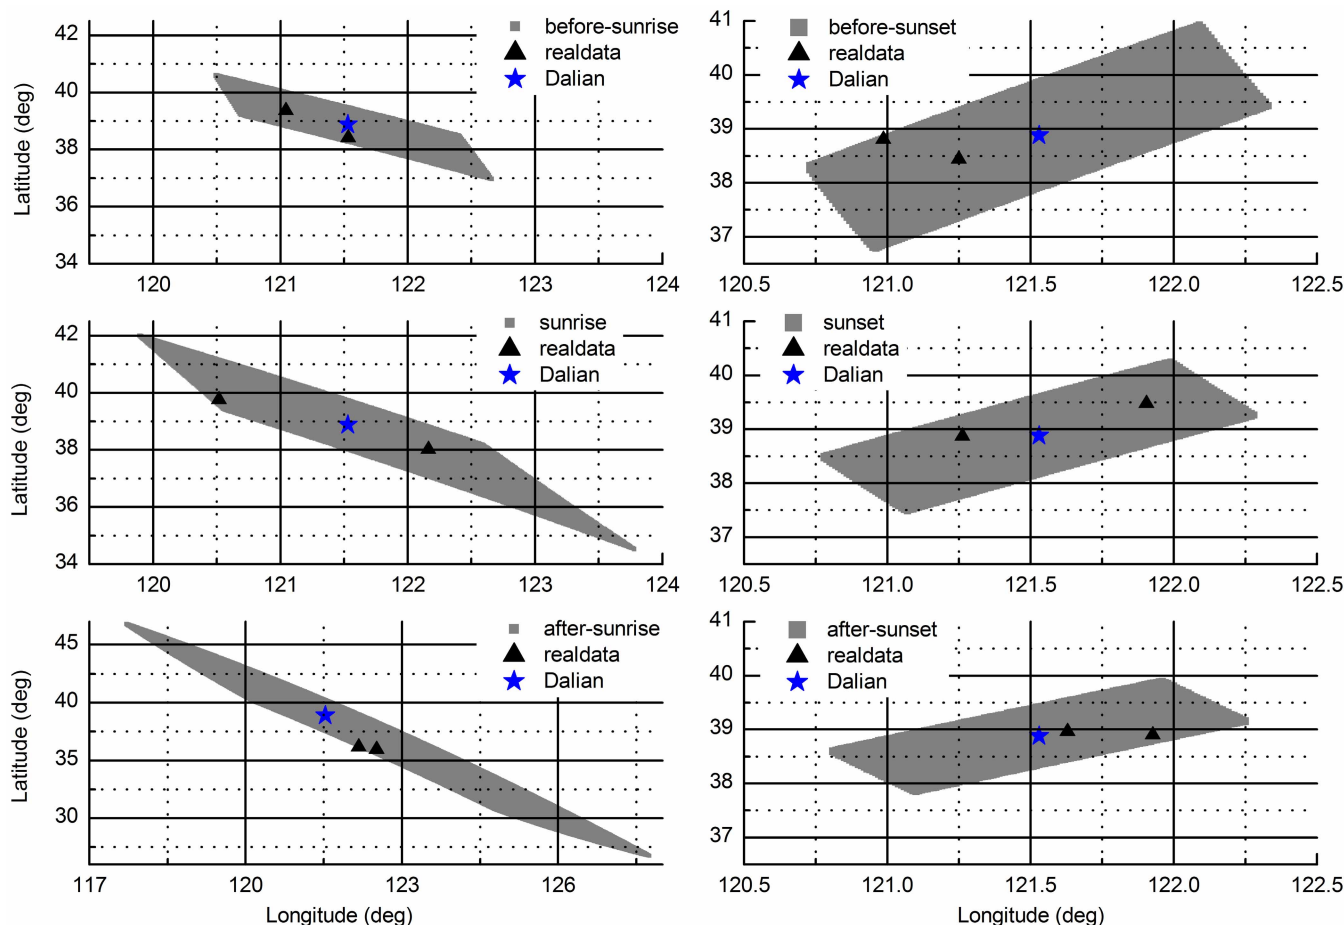 before-sunrise
realdata
Dalian
42
40
38
36
34
Latitude (deg)
120
121
122
123
124
before-sunset
realdata
Dalian
41
40
39
38
37
120.5
121.0
121.5
122.0
122.5
sunrise
realdata
Dalian
42
40
38
36
34
Latitude (deg)
120
121
122
123
124
sunset
realdata
Dalian
41
40
39
38
37
120.5
121.0
121.5
122.0
122.5
after-sunrise
realdata
Dalian
45
40
35
30
Latitude (deg)
117
120
123
126
Longitude (deg)
after-sunset
realdata
Dalian
41
40
39
38
37
120.5
121.0
121.5
122.0
122.5
Longitude (deg)